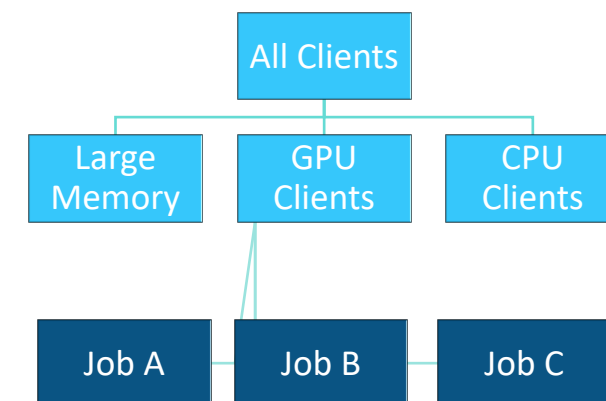 All Clients
Large
Memory
GPU
Clients
CPU
Clients
Job A
Job B
Job C